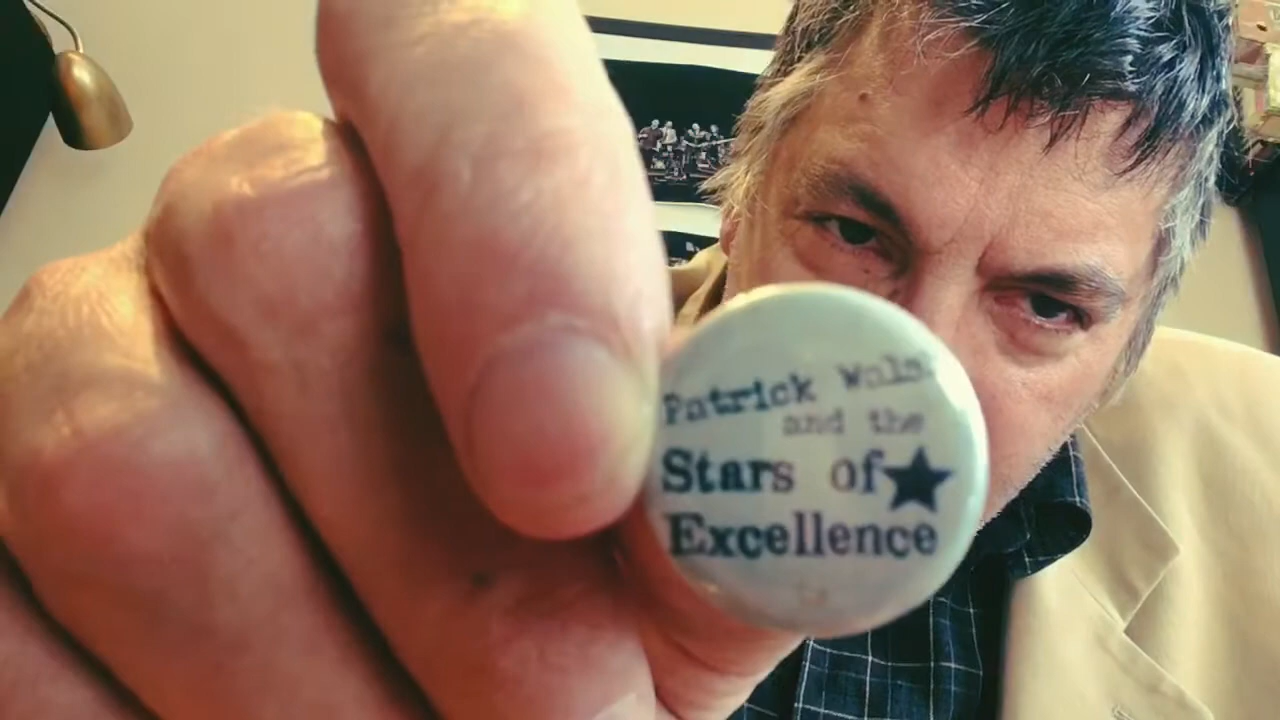 Patrick
and the
Stars of
Excellence